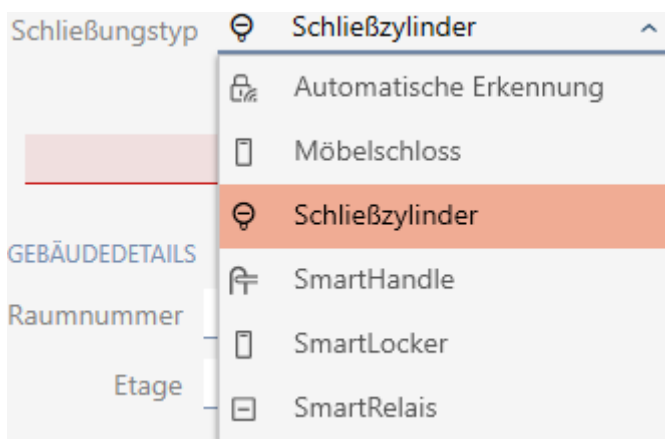 Schließungstyp Schließzylinder
Automatische Erkennung
Möbelschloss
Schließzylinder
GEBÄUDEDETAILS
SmartHandle
Raumnummer
SmartLocker
Etage
SmartRelais